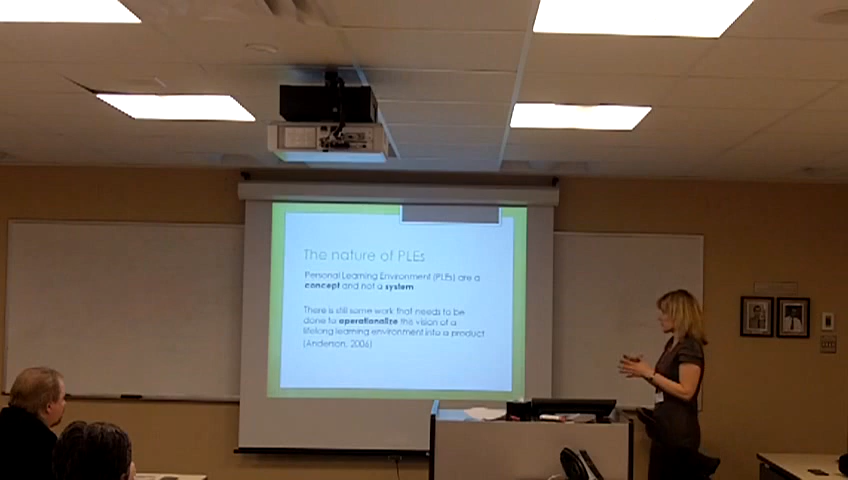 The nature of PLEs
Personal Learning Environment (PLEs) are a
concept and not a system
There is still some work that needs to be
done to operationalize this vision of a
lifelong learning environment into a product
(Anderson, 2006)